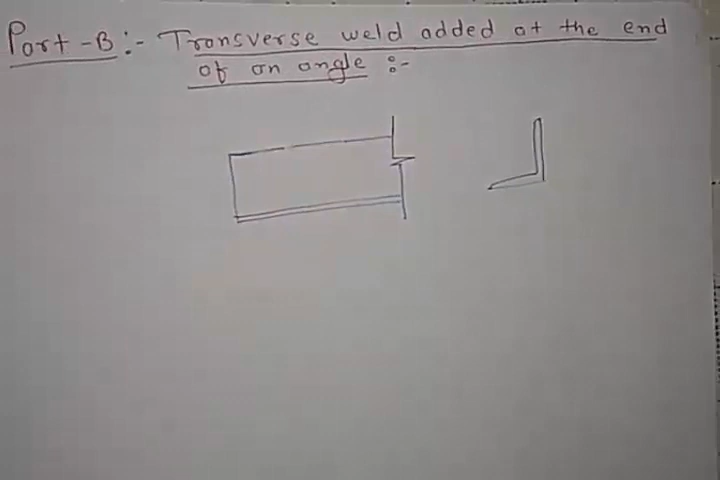 Part-B:- Transverse weld added at the end
of an angle :-